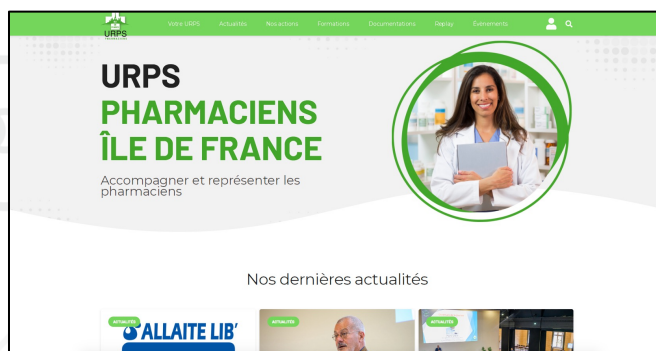 URPS
Votre URPS Actualités Nos actions Formations Documentations Replay Évènements
URPS
PHARMACIENS
ÎLE DE FRANCE
Accompagner et représenter les
pharmaciens
Nos dernières actualités
ACTUALITÉS ACTUALITÉS ACTUALITÉS
ALLAITE LIB'